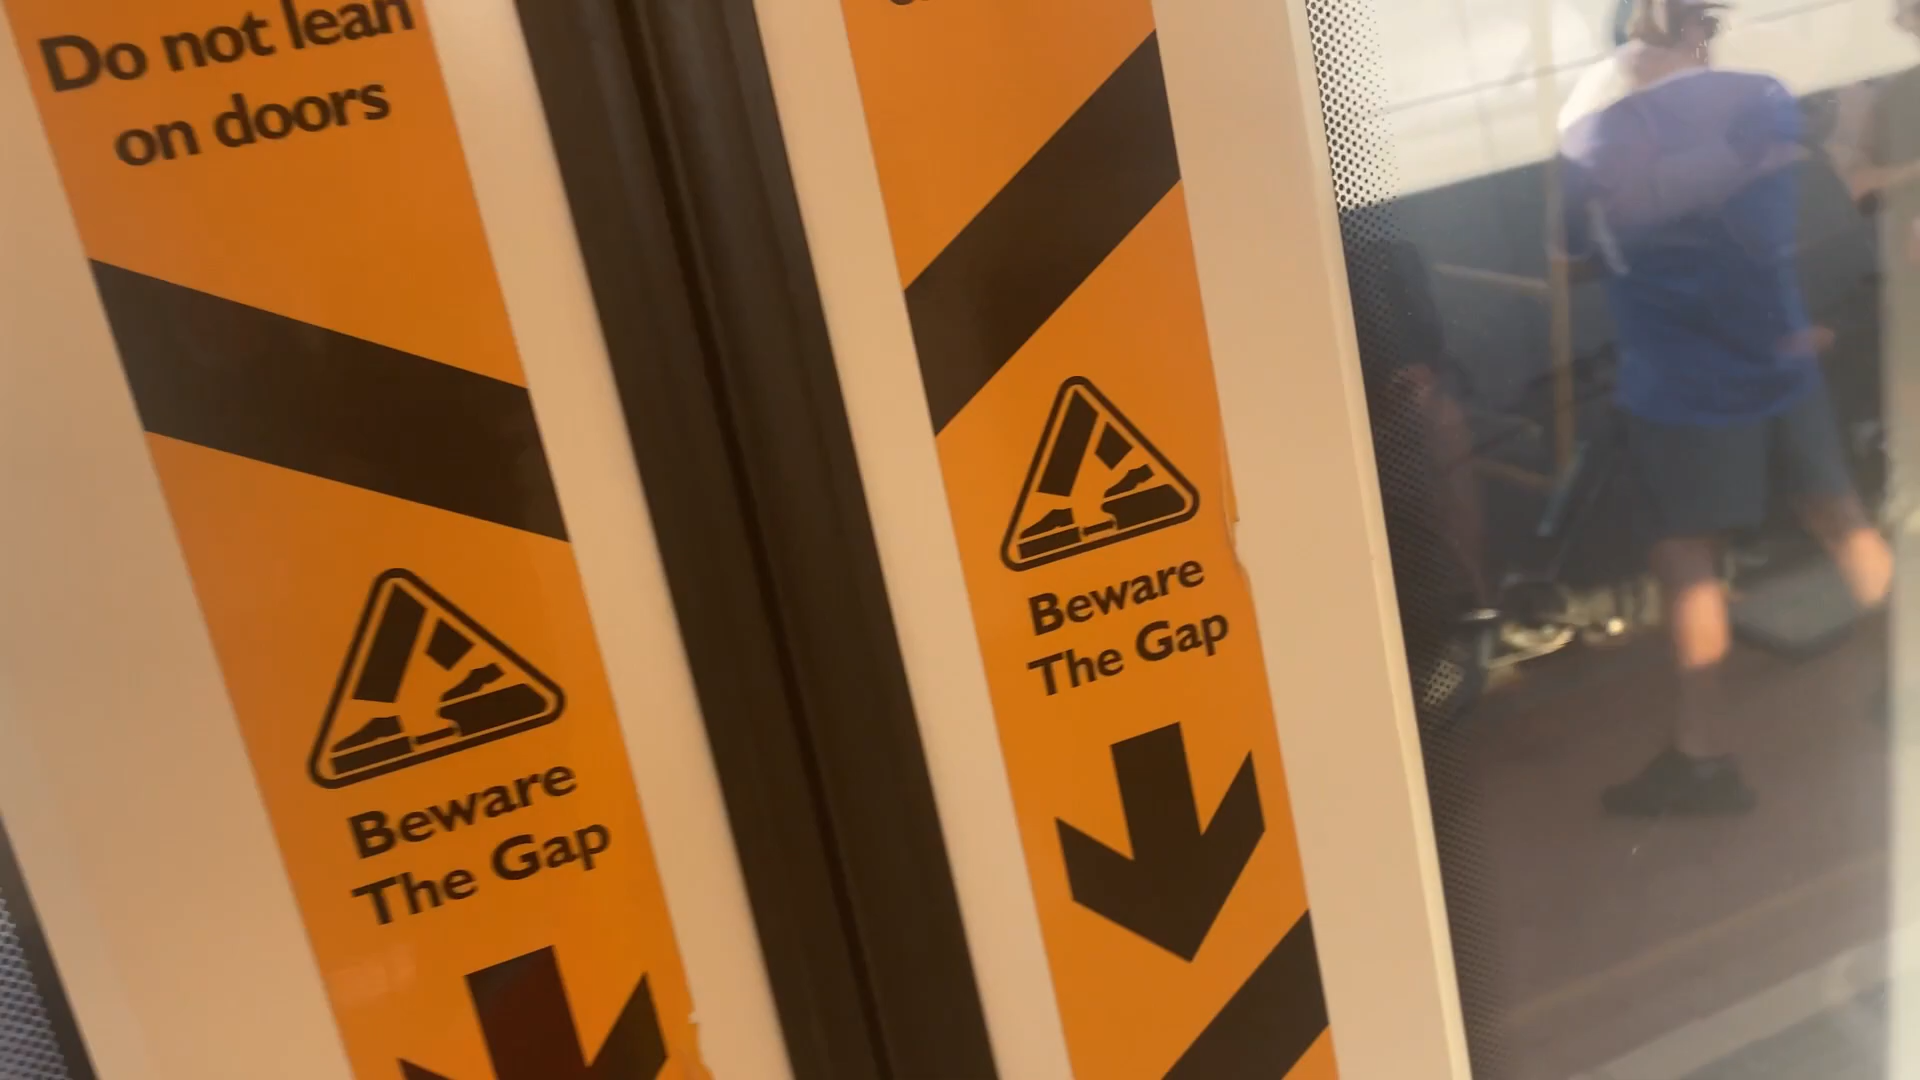 Do not lean
on doors
Beware
The Gap
Beware
The Gap